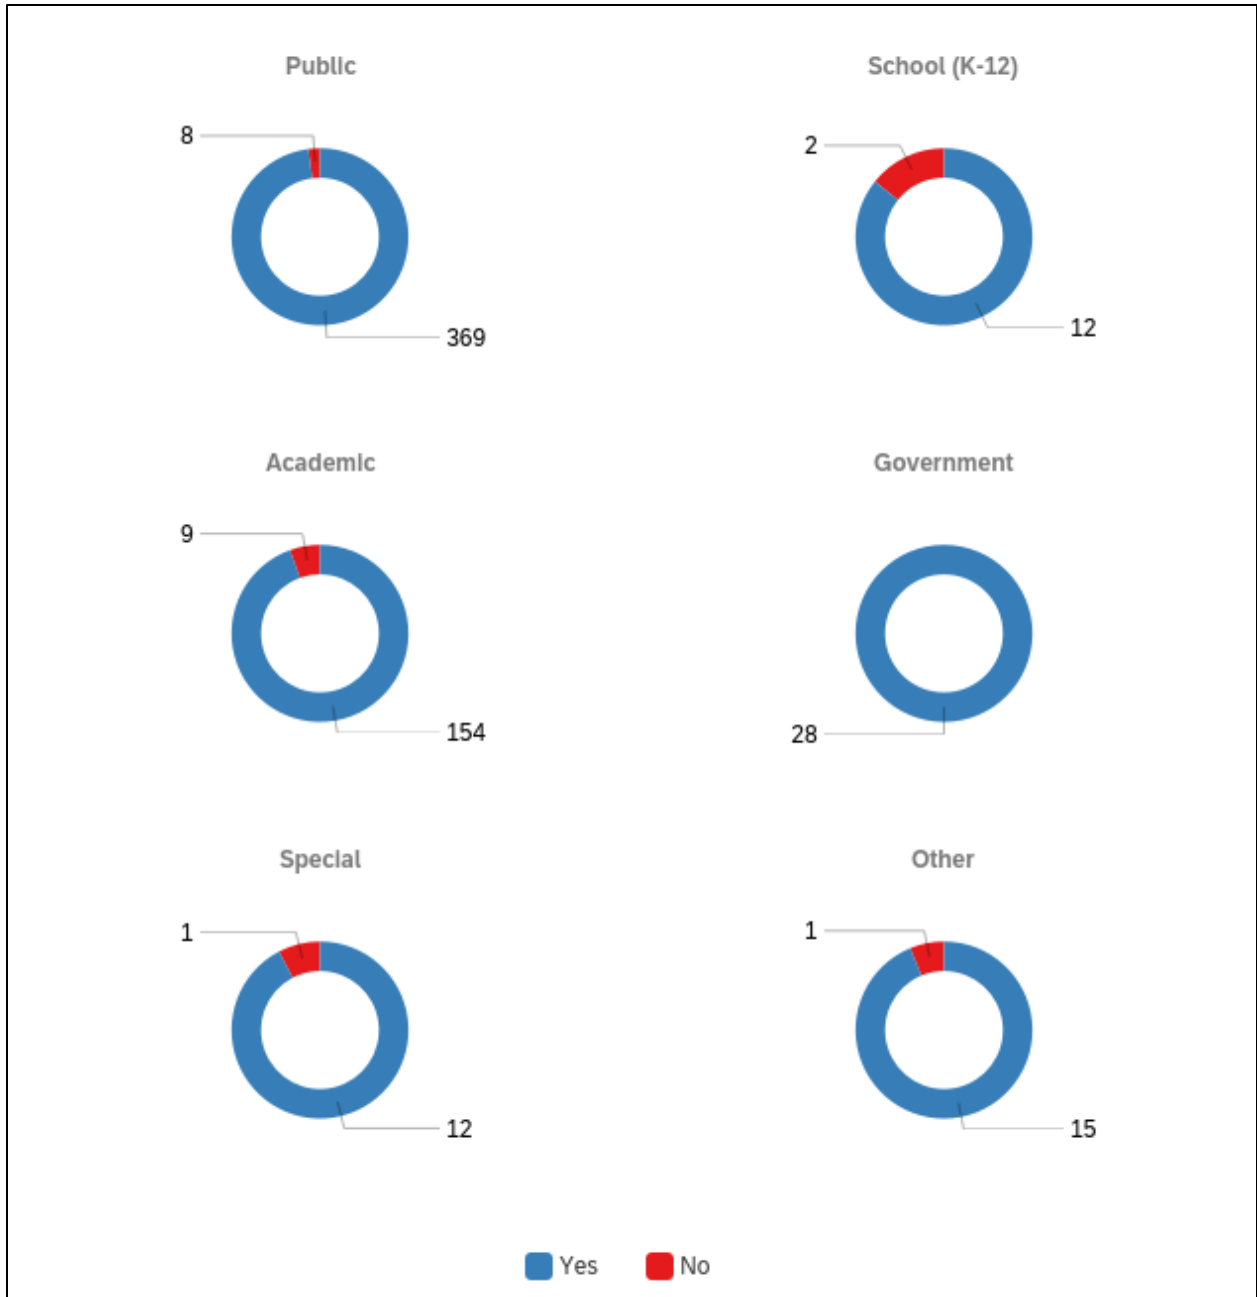 Public
8
369
School (K-12)
2
12
Academic
9
154
Government
28
Special
1
12
Other
1
15
Yes
No